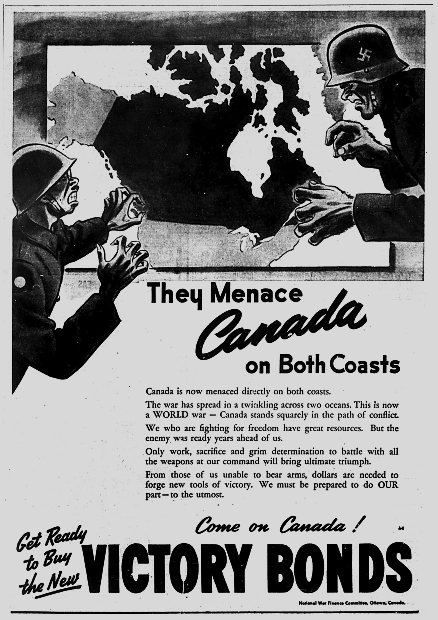 They Menace
Canada
on Both Coasts
Canada is now menaced directly on both coasts.
The war has spread in a twinkling across two oceans. This is now
a WORLD war — Canada stands squarely in the path of conflict.
We who are fighting for freedom have great resources. But the
enemy was ready years ahead of us.
Only work, sacrifice and grim determination to battle with all
the weapons at our command will bring ultimate triumph.
From those of us unable to bear arms, dollars are needed to
forge new tools of victory. We must be prepared to do OUR
part—to the utmost.
Come on Canada!
Get Ready
to Buy
the New
VICTORY BONDS
National War Finance Committee, Ottawa, Canada.